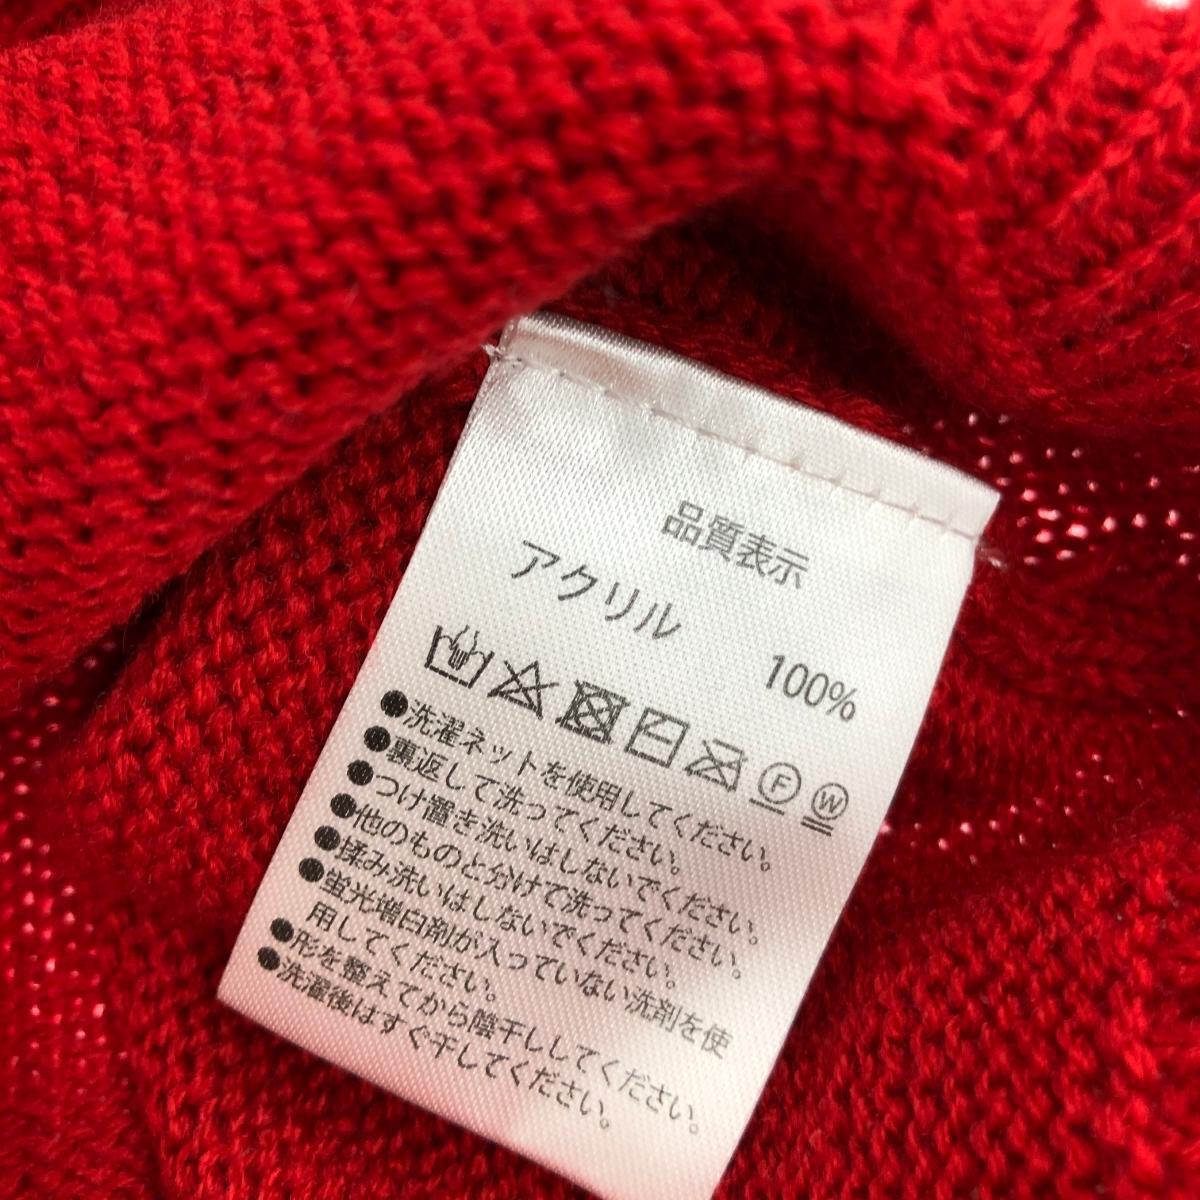 品質表示
アクリル
100%
F W
●洗濯ネットを使用してください。
●裏返して洗ってください。
●つけ置き洗いはしないでください。
●他のものと分けて洗ってください。
●揉み洗いはしないでください。
●蛍光増白剤が入っていない洗剤を使
用してください。
●形を整えてから陰干ししてください。
●洗濯後はすぐ干してください。